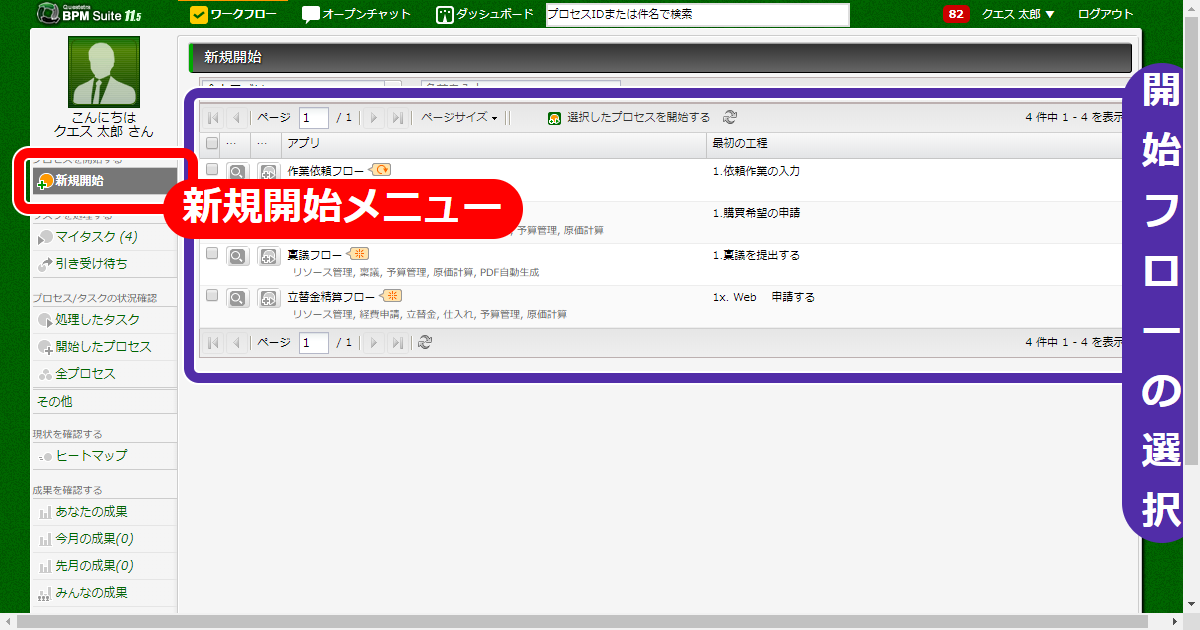 Questetra
BPM Suite 11.5
ワークフロー
オープンチャット
ダッシュボード
プロセスIDまたは件名で検索
82
クエス 太郎 ▼
ログアウト
こんにちは
クエス 太郎 さん
プロセスを開始する
新規開始
タスクを処理する
マイタスク (4)
引き受け待ち
プロセス/タスクの状況確認
処理したタスク
開始したプロセス
全プロセス
その他
現状を確認する
ヒートマップ
成果を確認する
あなたの成果
今月の成果(0)
先月の成果(0)
みんなの成果
新規開始
ページ 1 / 1 ページサイズ
選択したプロセスを開始する
4 件中 1 - 4 を表示
... ... アプリ 最初の工程
作業依頼フロー 1.依頼作業の入力
1.購買希望の申請
, 予算管理, 原価計算
稟議フロー 1.稟議を提出する
リソース管理, 稟議, 予算管理, 原価計算, PDF自動生成
立替金精算フロー 1x. Web 申請する
リソース管理, 経費申請, 立替金, 仕入れ, 予算管理, 原価計算
ページ 1 / 1
4 件中 1 - 4 を表示
新規開始メニュー
開始フローの選択